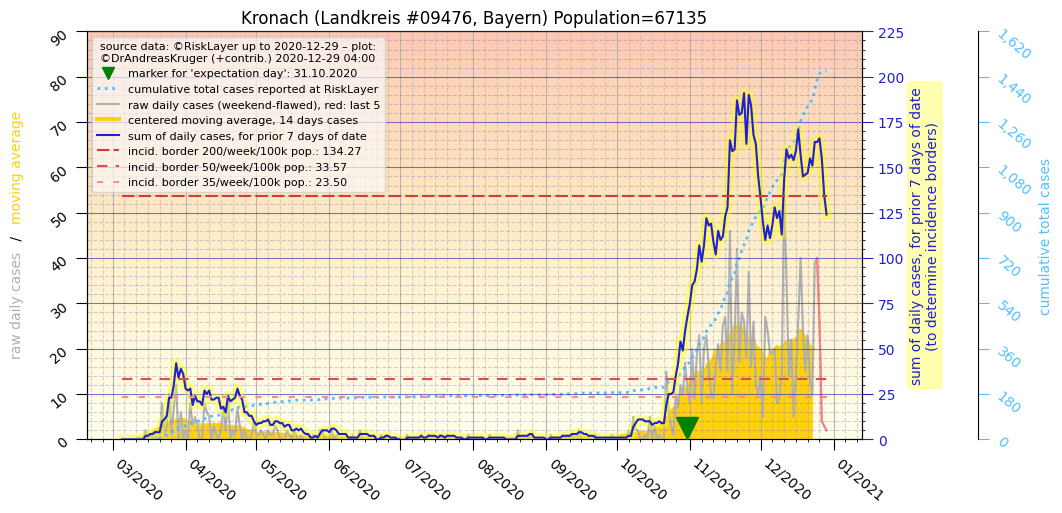 Kronach (Landkreis #09476, Bayern) Population=67135
source data: ©RiskLayer up to 2020-12-29 – plot:
©DrAndreasKruger (+contrib.) 2020-12-29 04:00
marker for 'expectation day': 31.10.2020
cumulative total cases reported at RiskLayer
raw daily cases (weekend-flawed), red: last 5
centered moving average, 14 days cases
sum of daily cases, for prior 7 days of date
incid. border 200/week/100k pop.: 134.27
incid. border 50/week/100k pop.: 33.57
incid. border 35/week/100k pop.: 23.50
raw daily cases / moving average
90
80
70
60
50
40
30
20
10
0
225
200
175
150
125
100
75
50
25
0
sum of daily cases, for prior 7 days of date
(to determine incidence borders)
1,620
1,440
1,260
1,080
900
720
540
360
180
0
cumulative total cases
03/2020
04/2020
05/2020
06/2020
07/2020
08/2020
09/2020
10/2020
11/2020
12/2020
01/2021